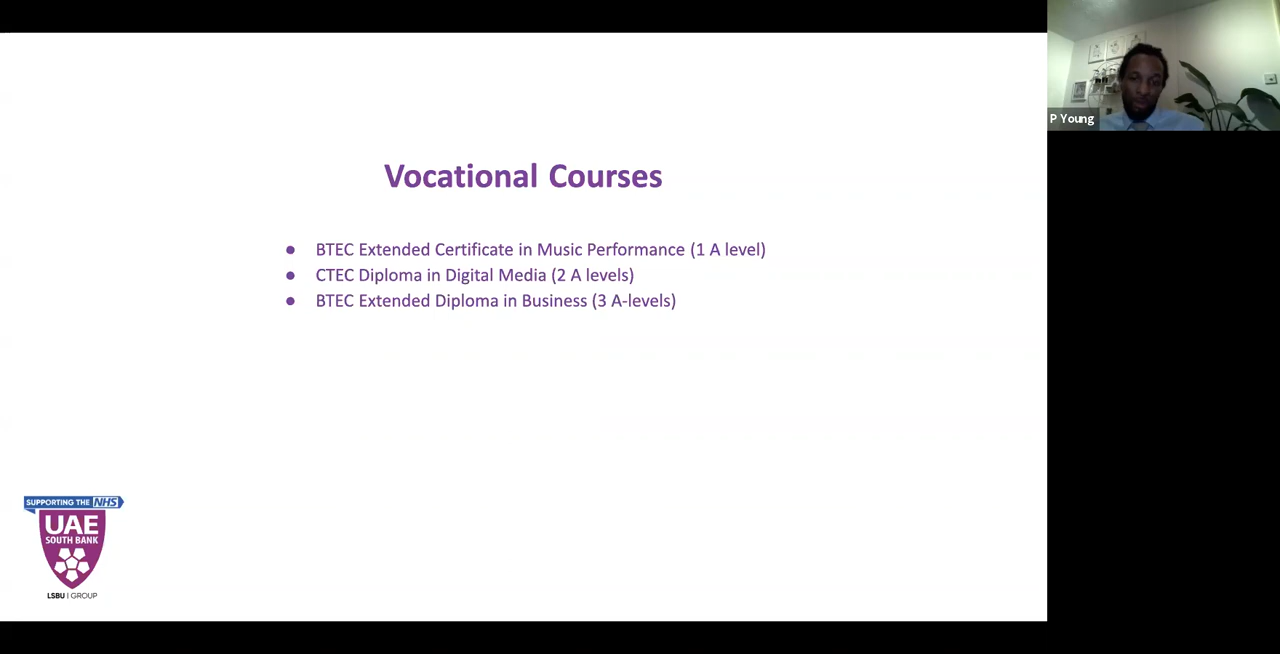 Vocational Courses
● BTEC Extended Certificate in Music Performance (1 A level)
● CTEC Diploma in Digital Media (2 A levels)
● BTEC Extended Diploma in Business (3 A-levels)
P Young
SUPPORTING THE NHS
UAE
SOUTH BANK
LSBU | GROUP